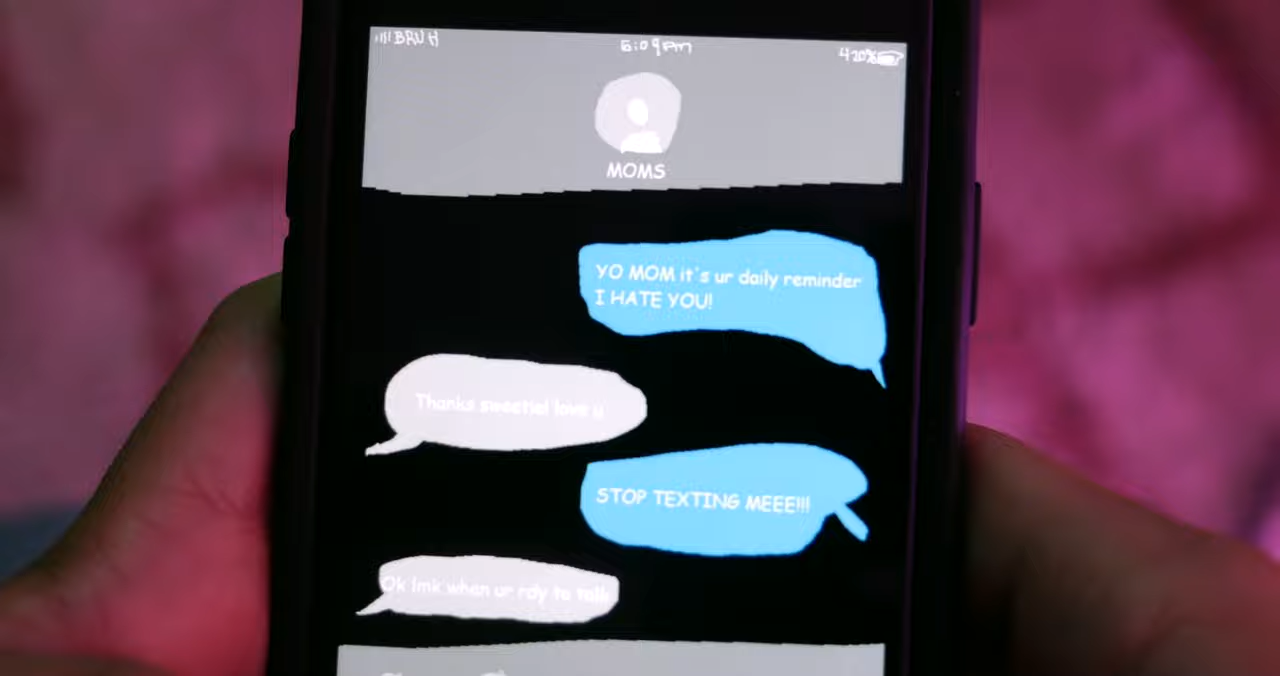 BRUH 6:09PM 420%
MOMS
YO MOM it's ur daily reminder
I HATE YOU!
Thanks sweetie! love u
STOP TEXTING MEEE!!!
Ok lmk when ur rdy to talk